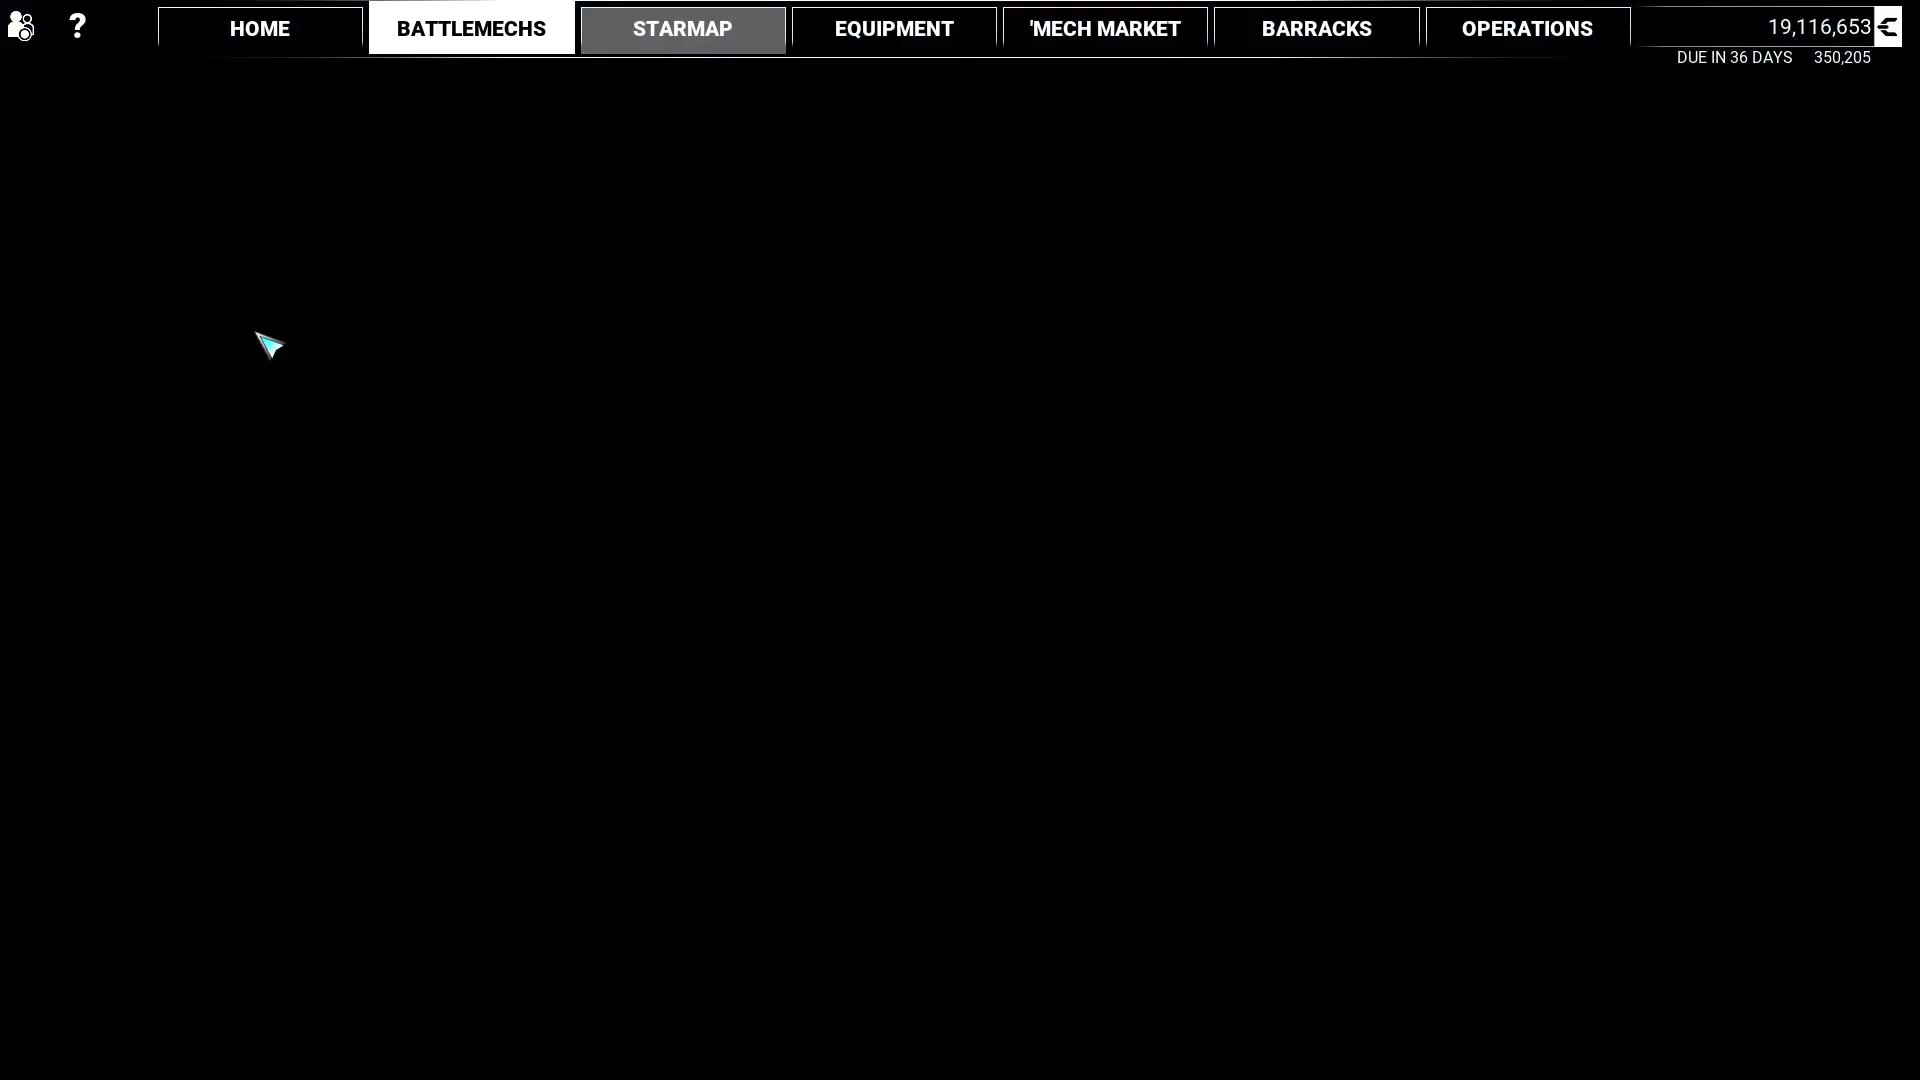 ?
HOME
BATTLEMECHS
STARMAP
EQUIPMENT
'MECH MARKET
BARRACKS
OPERATIONS
19,116,653
DUE IN 36 DAYS 350,205